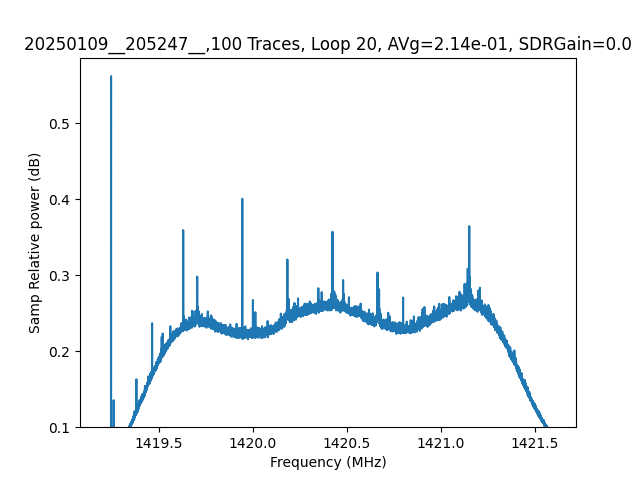 20250109__205247__,100 Traces, Loop 20, AVg=2.14e-01, SDRGain=0.0
0.5
0.4
0.3
0.2
0.1
Samp Relative power (dB)
1419.5 1420.0 1420.5 1421.0 1421.5
Frequency (MHz)